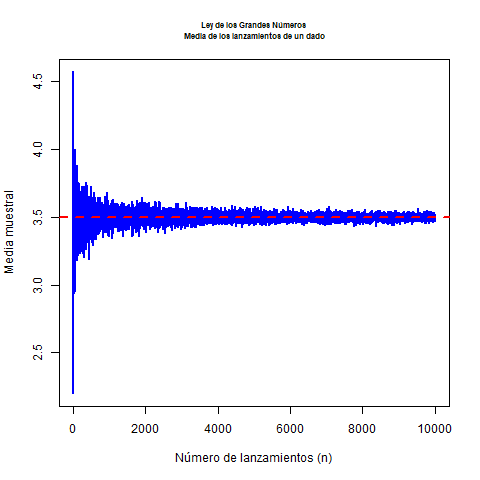 Ley de los Grandes Números
Media de los lanzamientos de un dado
4.5
4.0
3.5
3.0
2.5
Media muestral
0 2000 4000 6000 8000 10000
Número de lanzamientos (n)